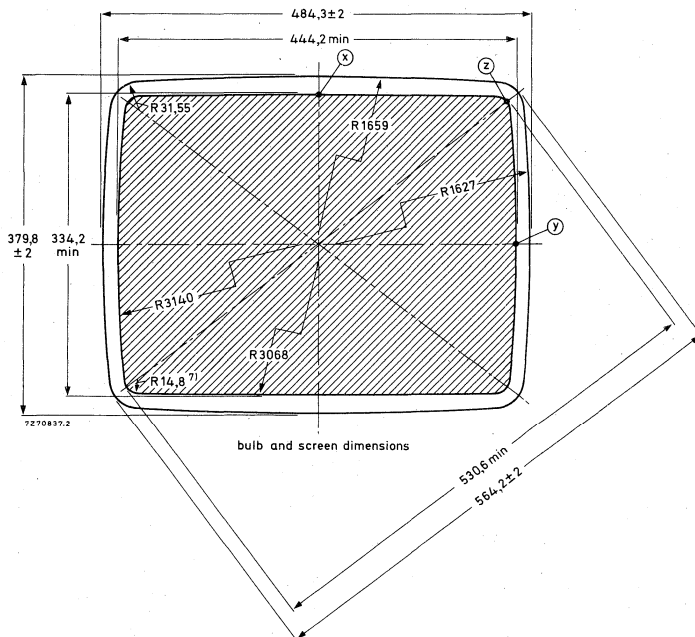 484,3±2
444,2 min
x
z
R31,55
R1659
R1627
379,8
±2
334,2
min
y
R3140
R3068
R14,8 7)
7Z70837.2
bulb and screen dimensions
530,6 min
564,2±2